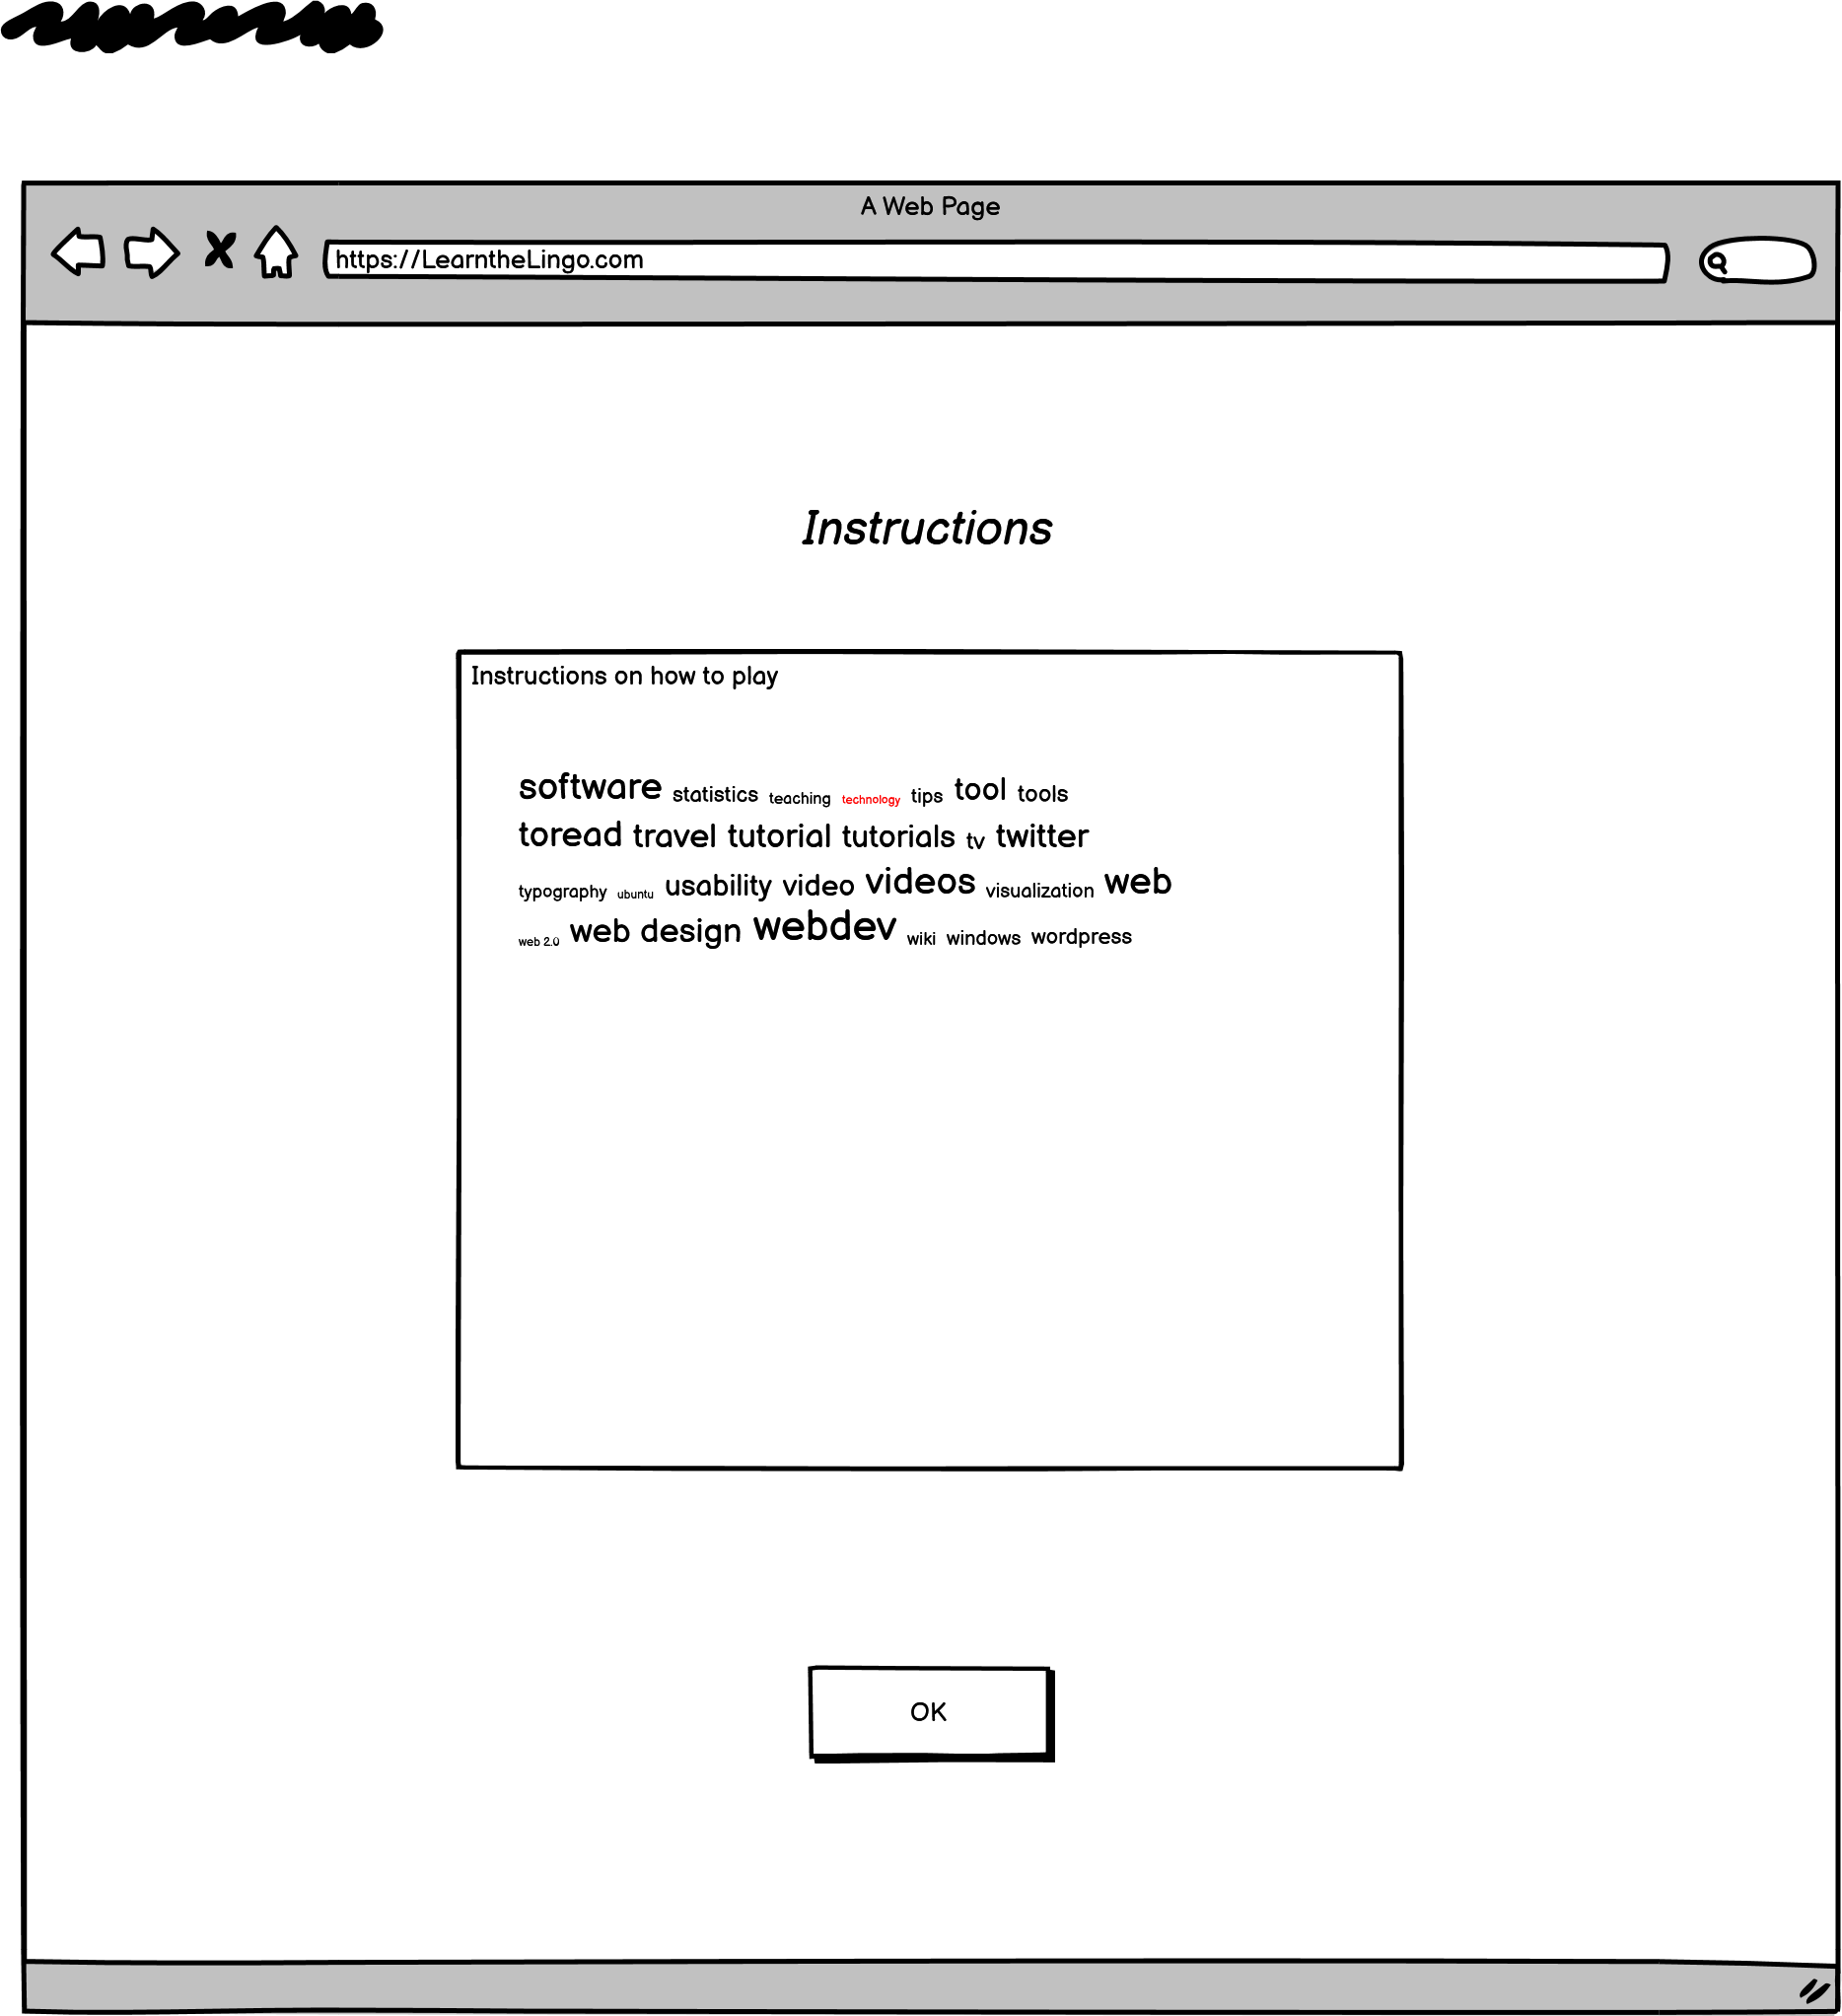 A Web Page
https://LearntheLingo.com
Instructions
Instructions on how to play
software statistics teaching technology tips tool tools
toread travel tutorial tutorials tv twitter
typography ubuntu usability video videos visualization web
web 2.0 web design webdev wiki windows wordpress
OK